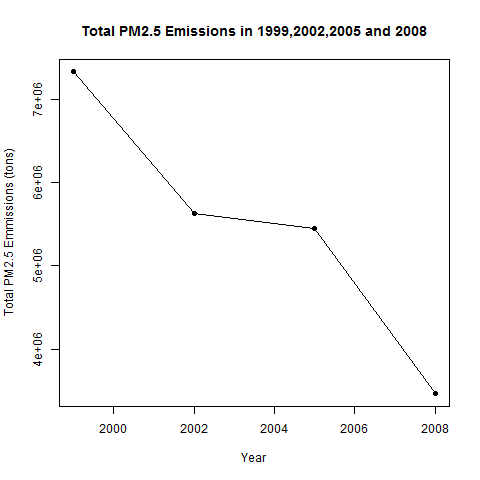 Total PM2.5 Emissions in 1999,2002,2005 and 2008
Total PM2.5 Emmissions (tons)
7e+06
6e+06
5e+06
4e+06
2000 2002 2004 2006 2008
Year